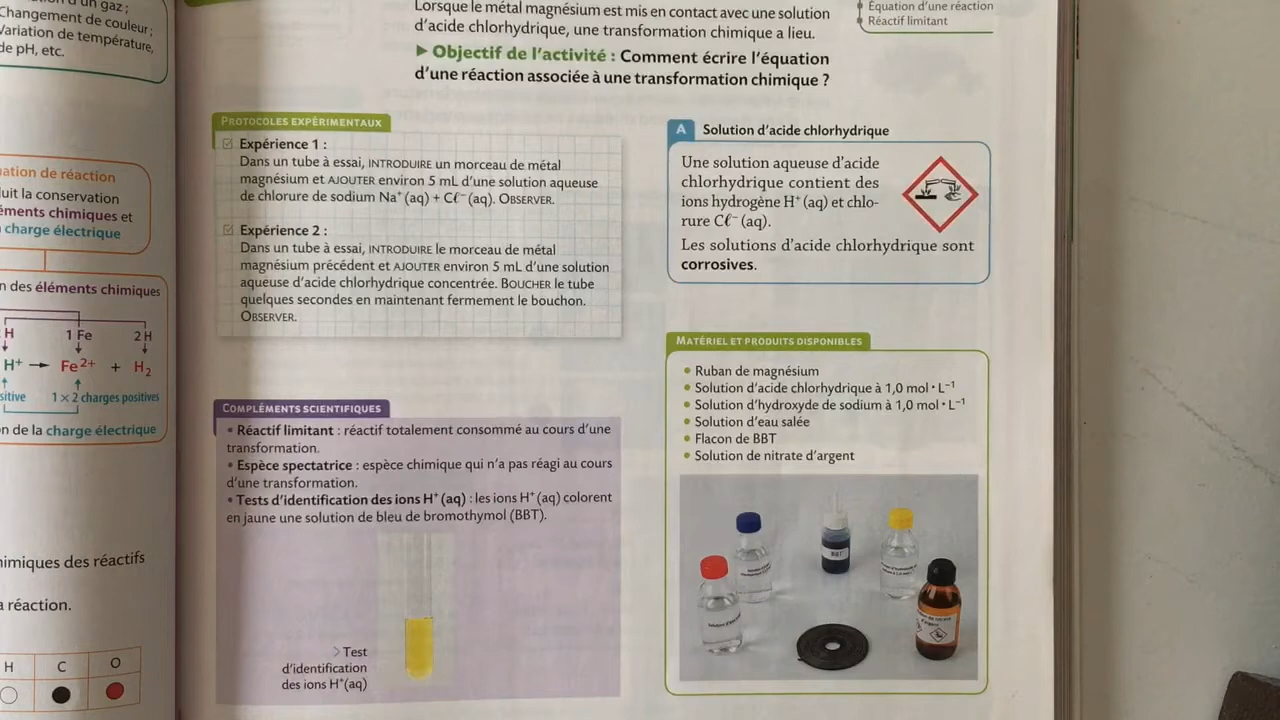 d'un gaz ;
Changement de couleur ;
Variation de température,
de pH, etc.
ation de réaction
duit la conservation
éments chimiques et
charge électrique
n des éléments chimiques
H 1 Fe 2 H
H+ → Fe2+ + H2
sitive 1 × 2 charges positives
n de la charge électrique
himiques des réactifs
a réaction.
H C O
Lorsque le métal magnésium est mis en contact avec une solution
d'acide chlorhydrique, une transformation chimique a lieu.
► Objectif de l'activité : Comment écrire l'équation
d'une réaction associée à une transformation chimique ?
Équation d'une réaction
Réactif limitant
PROTOCOLES EXPÉRIMENTAUX
Expérience 1 :
Dans un tube à essai, INTRODUIRE un morceau de métal
magnésium et AJOUTER environ 5 mL d'une solution aqueuse
de chlorure de sodium Na+ (aq) + Cℓ− (aq). OBSERVER.
Expérience 2 :
Dans un tube à essai, INTRODUIRE le morceau de métal
magnésium précédent et AJOUTER environ 5 mL d'une solution
aqueuse d'acide chlorhydrique concentrée. BOUCHER le tube
quelques secondes en maintenant fermement le bouchon.
OBSERVER.
A Solution d'acide chlorhydrique
Une solution aqueuse d'acide
chlorhydrique contient des
ions hydrogène H+ (aq) et chlo-
rure Cℓ− (aq).
Les solutions d'acide chlorhydrique sont
corrosives.
COMPLÉMENTS SCIENTIFIQUES
• Réactif limitant : réactif totalement consommé au cours d'une
transformation.
• Espèce spectatrice : espèce chimique qui n'a pas réagi au cours
d'une transformation.
• Tests d'identification des ions H+ (aq) : les ions H+ (aq) colorent
en jaune une solution de bleu de bromothymol (BBT).
> Test
d'identification
des ions H+(aq)
MATÉRIEL ET PRODUITS DISPONIBLES
• Ruban de magnésium
• Solution d'acide chlorhydrique à 1,0 mol • L−1
• Solution d'hydroxyde de sodium à 1,0 mol • L−1
• Solution d'eau salée
• Flacon de BBT
• Solution de nitrate d'argent
BBT